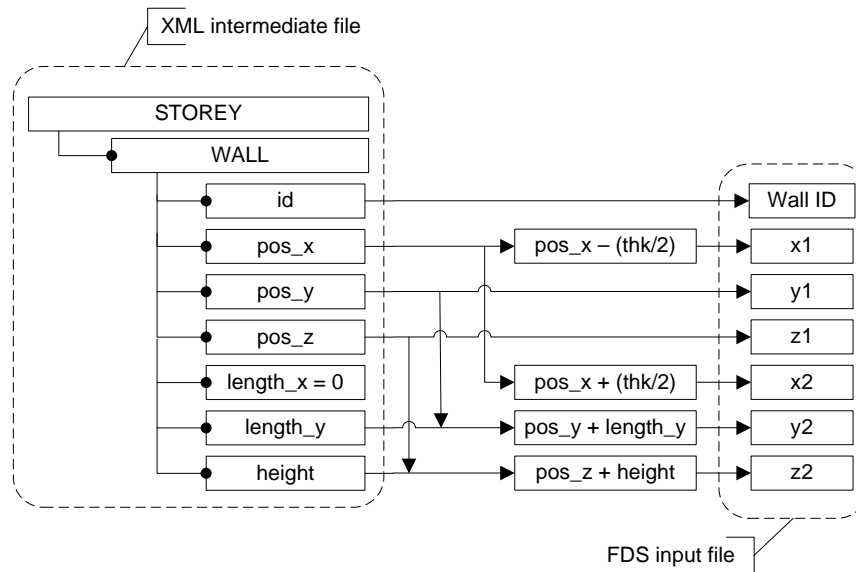 XML intermediate file
STOREY
WALL
id
Wall ID
pos_x
pos_x – (thk/2)
x1
pos_y
y1
pos_z
z1
length_x = 0
pos_x + (thk/2)
x2
length_y
pos_y + length_y
y2
height
pos_z + height
z2
FDS input file